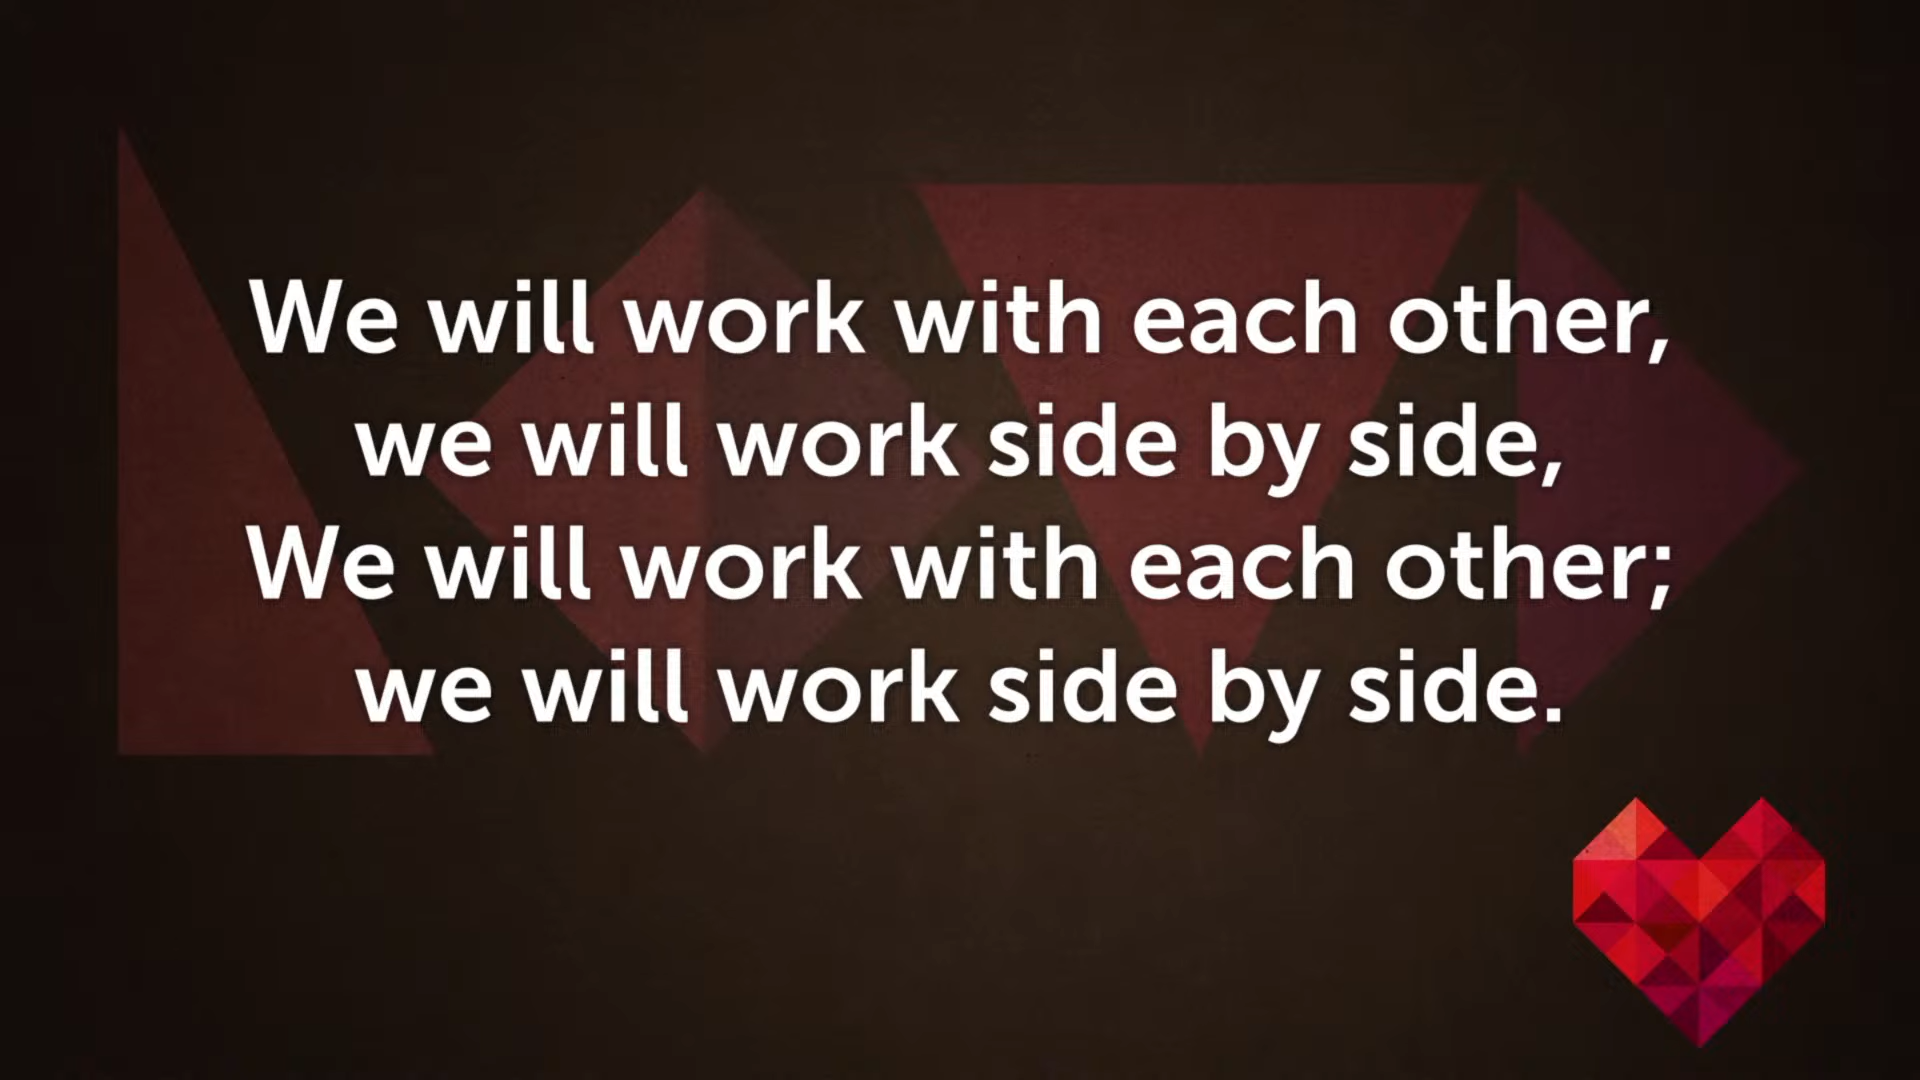 We will work with each other,
we will work side by side,
We will work with each other;
we will work side by side.